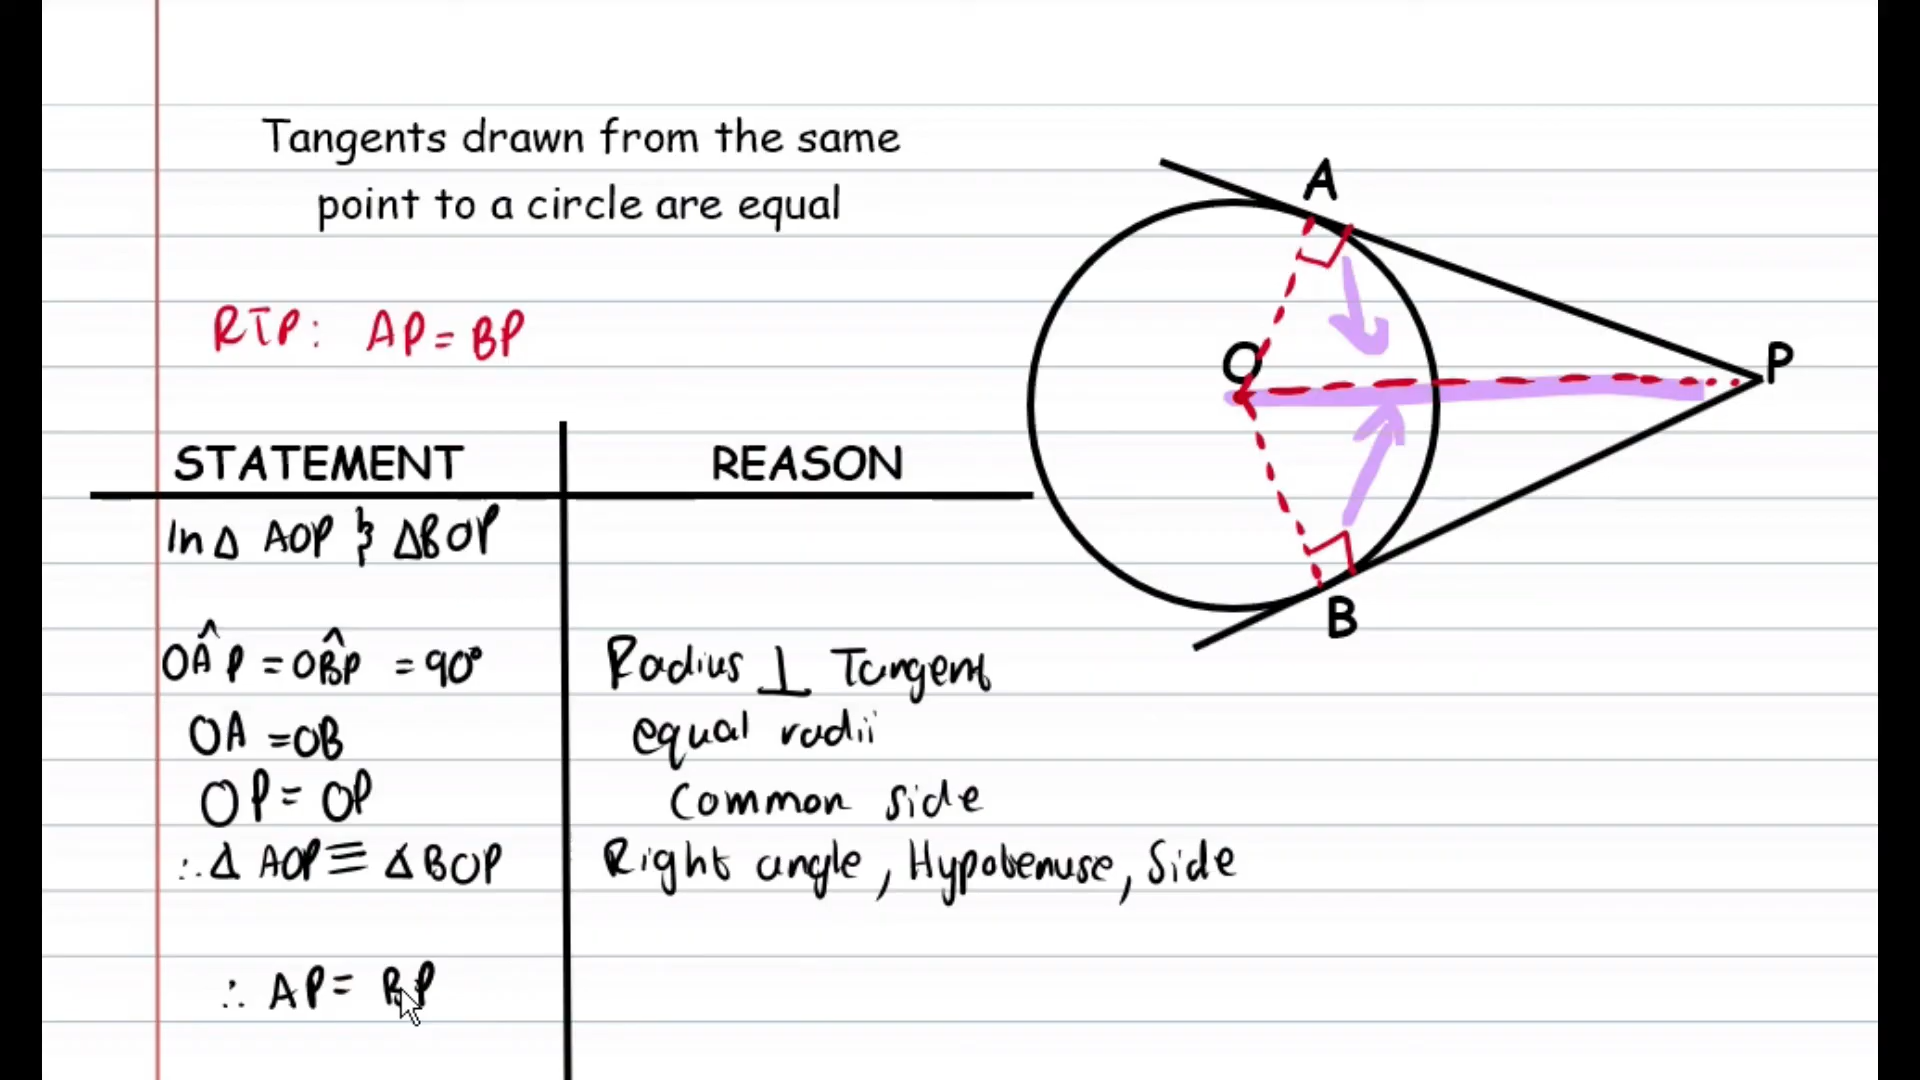 Tangents drawn from the same
point to a circle are equal
RTP: AP = BP
STATEMENT REASON
In Δ AOP & ΔBOP
OÂP = OB̂P = 90° Radius ⊥ Tangent
OA = OB equal radii
OP = OP Common side
∴ Δ AOP ≡ Δ BOP Right angle, Hypotenuse, Side
∴ AP = BP
A
O
P
B